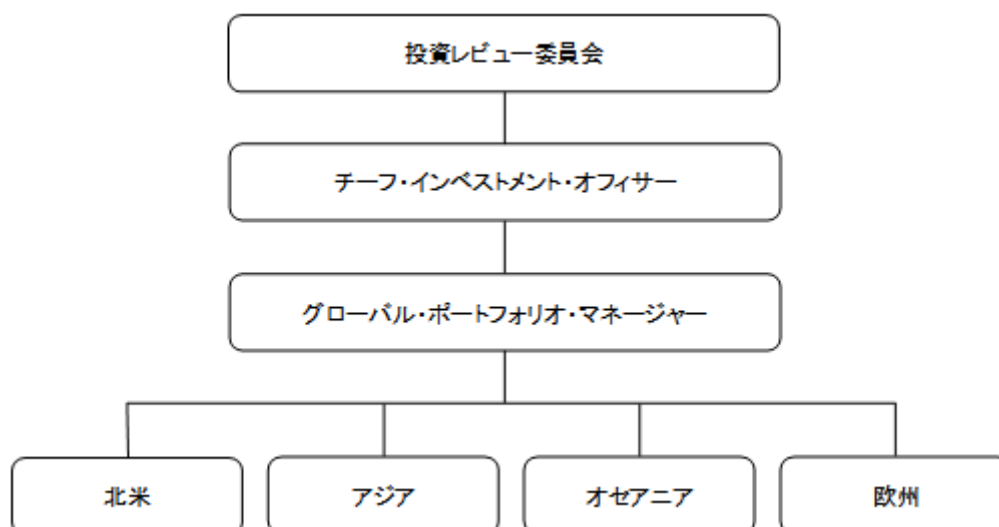 投資レビュー委員会
チーフ・インベストメント・オフィサー
グローバル・ポートフォリオ・マネージャー
北米
アジア
オセアニア
欧州